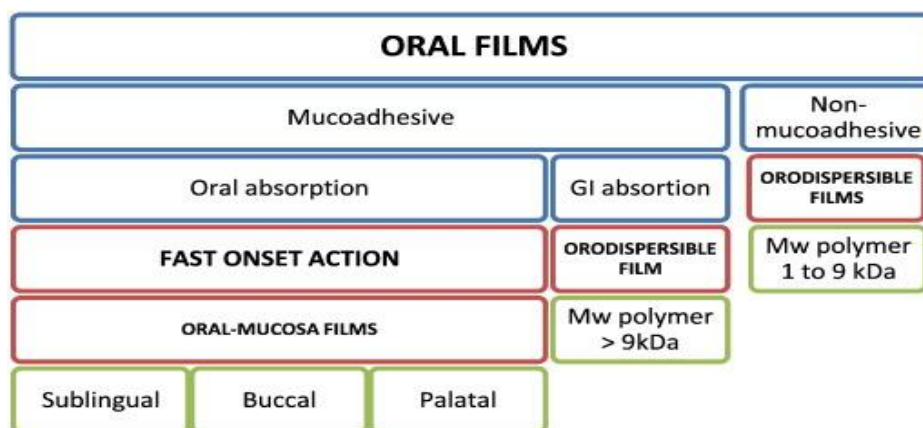 ORAL FILMS
Mucoadhesive
Non-
mucoadhesive
Oral absorption
GI absortion
ORODISPERSIBLE
FILMS
FAST ONSET ACTION
ORODISPERSIBLE
FILM
Mw polymer
1 to 9 kDa
ORAL-MUCOSA FILMS
Mw polymer
> 9kDa
Sublingual
Buccal
Palatal